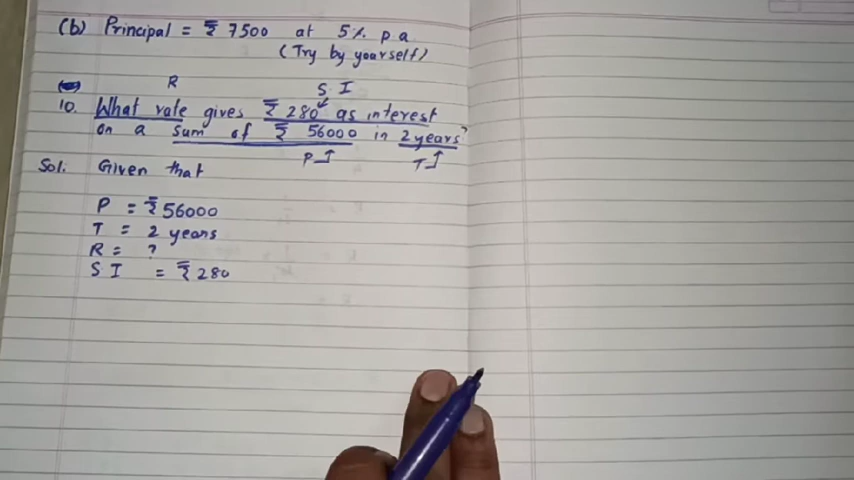 (b) Principal = ₹ 7500 at 5% p a
(Try by yourself)
R
S I
10. What rate gives ₹ 280 as interest
on a sum of ₹ 56000 in 2 years?
P
T
Sol. Given that
P = ₹ 56000
T = 2 years
R = ?
S I = ₹ 280